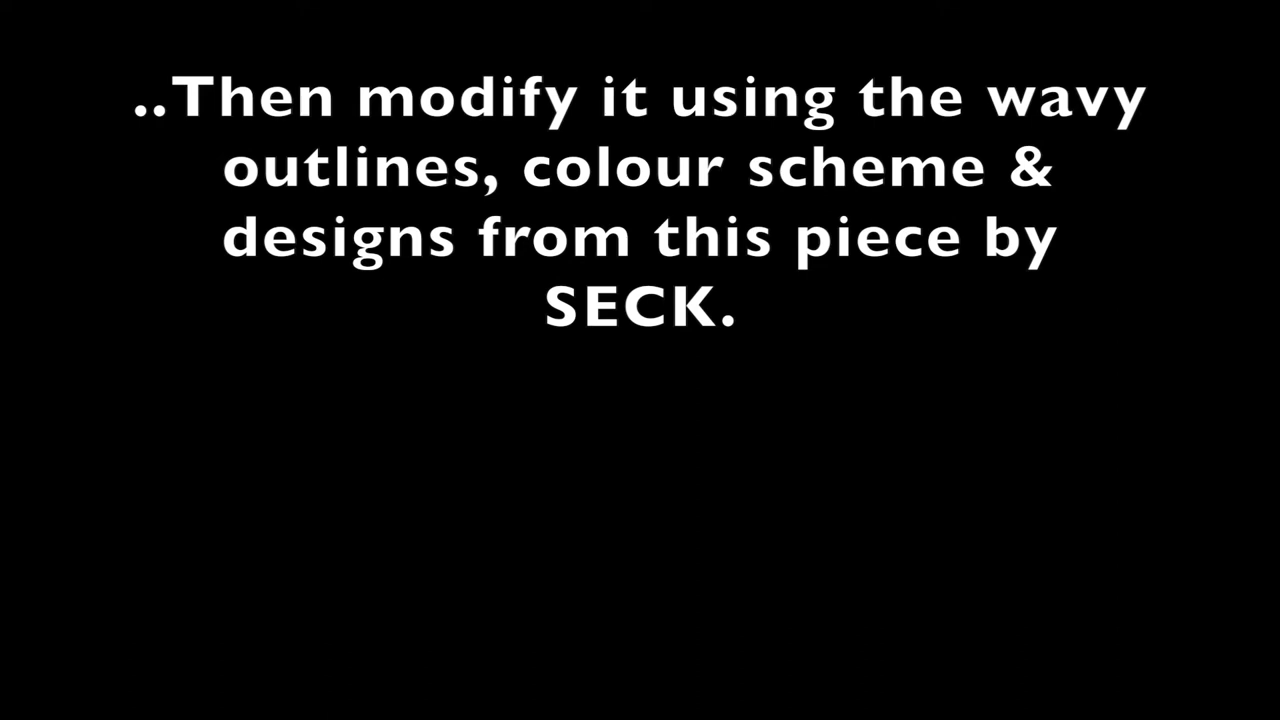 ..Then modify it using the wavy
outlines, colour scheme &
designs from this piece by
SECK.